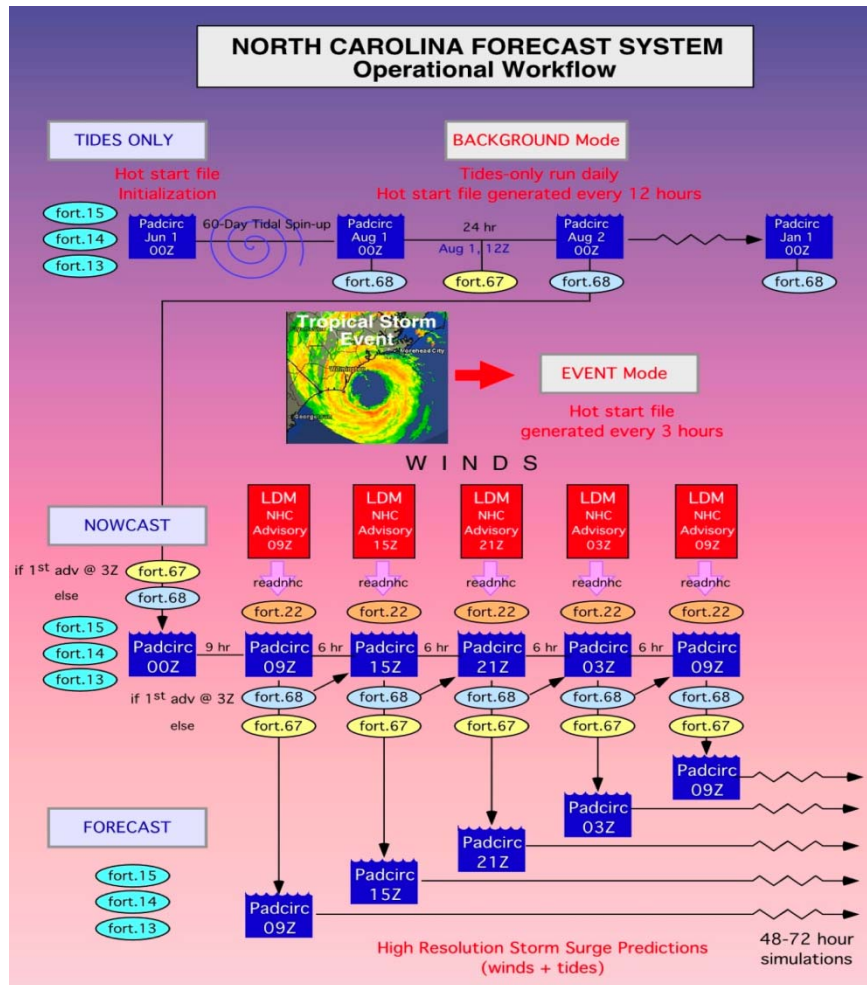 NORTH CAROLINA FORECAST SYSTEM
Operational Workflow
TIDES ONLY
BACKGROUND Mode
Hot start file
Initialization
Tides-only run daily
Hot start file generated every 12 hours
fort.15
fort.14
fort.13
Padcirc
Jun 1
00Z
60-Day Tidal Spin-up
Padcirc
Aug 1
00Z
24 hr
Aug 1, 12Z
Padcirc
Aug 2
00Z
Padcirc
Jan 1
00Z
fort.68
fort.67
fort.68
fort.68
Tropical Storm
Event
Morehead City
Wilmington
EVENT Mode
Hot start file
generated every 3 hours
WINDS
NOWCAST
LDM
NHC
Advisory
09Z
LDM
NHC
Advisory
15Z
LDM
NHC
Advisory
21Z
LDM
NHC
Advisory
03Z
LDM
NHC
Advisory
09Z
if 1st adv @ 3Z
fort.67
else
fort.68
readnhc
readnhc
readnhc
readnhc
readnhc
fort.22
fort.22
fort.22
fort.22
fort.22
fort.15
fort.14
fort.13
Padcirc
00Z
9 hr
Padcirc
09Z
6 hr
Padcirc
15Z
6 hr
Padcirc
21Z
6 hr
Padcirc
03Z
6 hr
Padcirc
09Z
if 1st adv @ 3Z
fort.68
fort.68
fort.68
fort.68
fort.68
else
fort.67
fort.67
fort.67
fort.67
fort.67
Padcirc
09Z
Padcirc
03Z
Padcirc
21Z
Padcirc
15Z
Padcirc
09Z
FORECAST
fort.15
fort.14
fort.13
High Resolution Storm Surge Predictions
(winds + tides)
48-72 hour
simulations